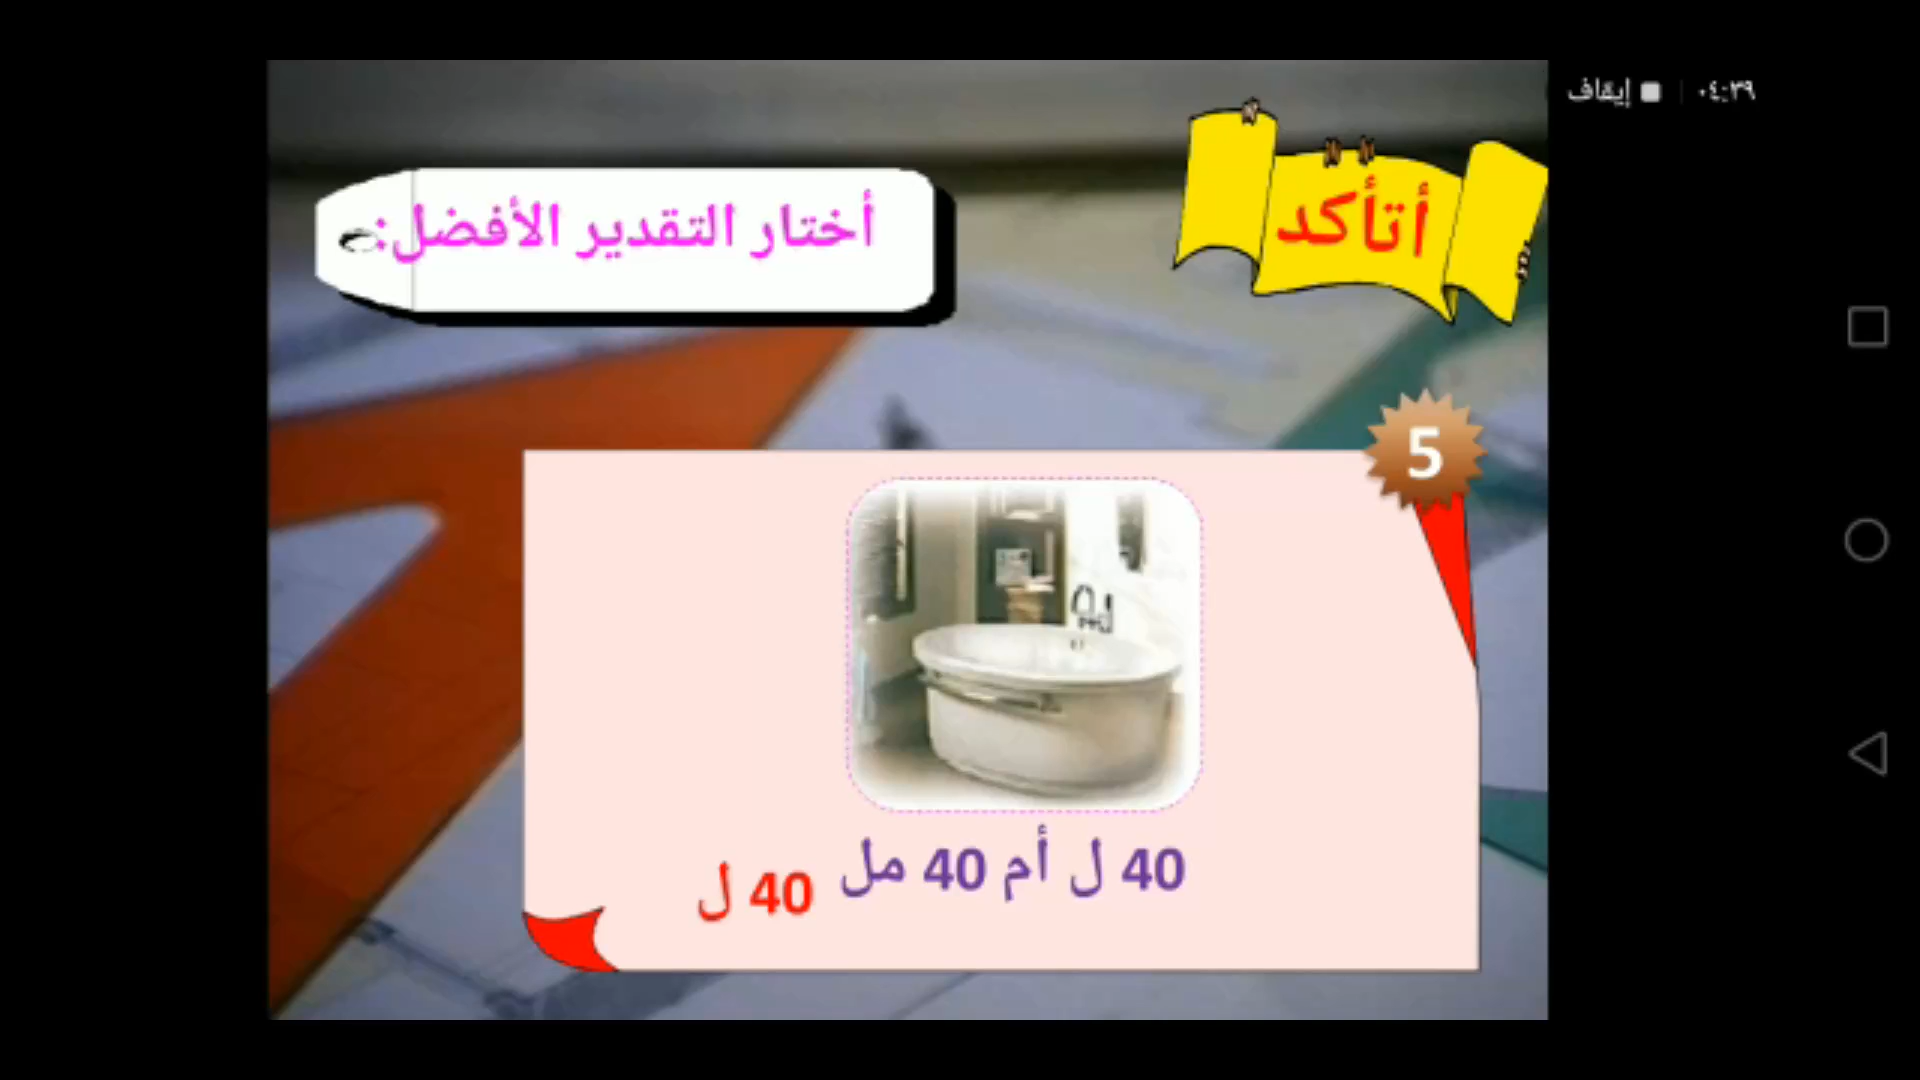 ٠٤:٣٩ إيقاف
أتأكد
أختار التقدير الأفضل:
5
40 ل أم 40 مل
40 ل